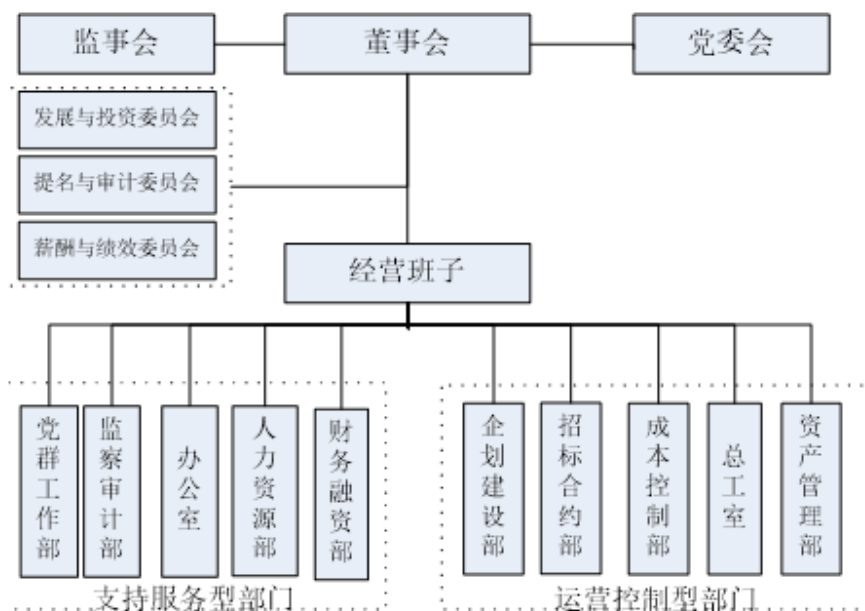 监事会
董事会
党委会
发展与投资委员会
提名与审计委员会
薪酬与绩效委员会
经营班子
党群工作部
监察审计部
办公室
人力资源部
财务融资部
企划建设部
招标合约部
成本控制部
总工室
资产管理部
支持服务型部门
运营控制型部门